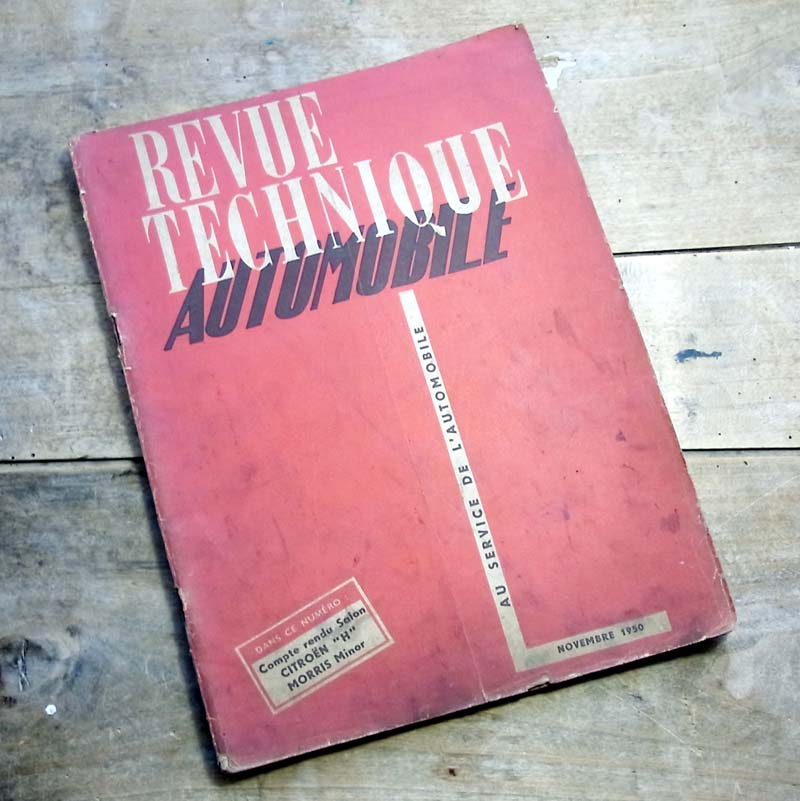 REVUE
TECHNIQUE
AUTOMOBILE
AU SERVICE DE L'AUTOMOBILE
DANS CE NUMÉRO :
Compte rendu Salon
CITROËN "H"
MORRIS Minor
NOVEMBRE 1950